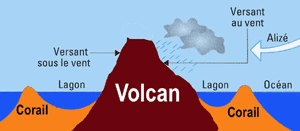 Versant
au vent
Alizé
Versant
sous le vent
Lagon
Volcan
Lagon
Océan
Corail
Corail